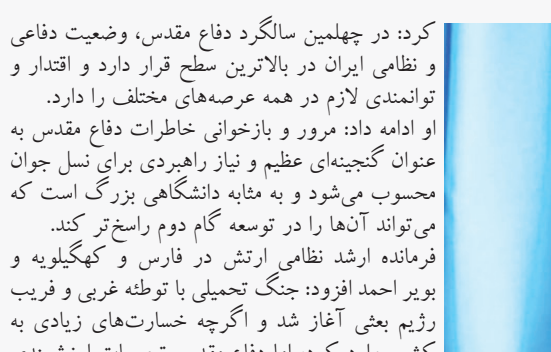 کرد: در چهلمین سالگرد دفاع مقدس، وضعیت دفاعی
و نظامی ایران در بالاترین سطح قرار دارد و اقتدار و
توانمندی لازم در همه عرصه‌های مختلف را دارد.
او ادامه داد: مرور و بازخوانی خاطرات دفاع مقدس به
عنوان گنجینه‌ای عظیم و نیاز راهبردی برای نسل جوان
محسوب می‌شود و به مثابه دانشگاهی بزرگ است که
می‌تواند آن‌ها را در توسعه گام دوم راسخ‌تر کند.
فرمانده ارشد نظامی ارتش در فارس و کهگیلویه و
بویر احمد افزود: جنگ تحمیلی با توطئه غربی و فریب
رژیم بعثی آغاز شد و اگرچه خسارت‌های زیادی به